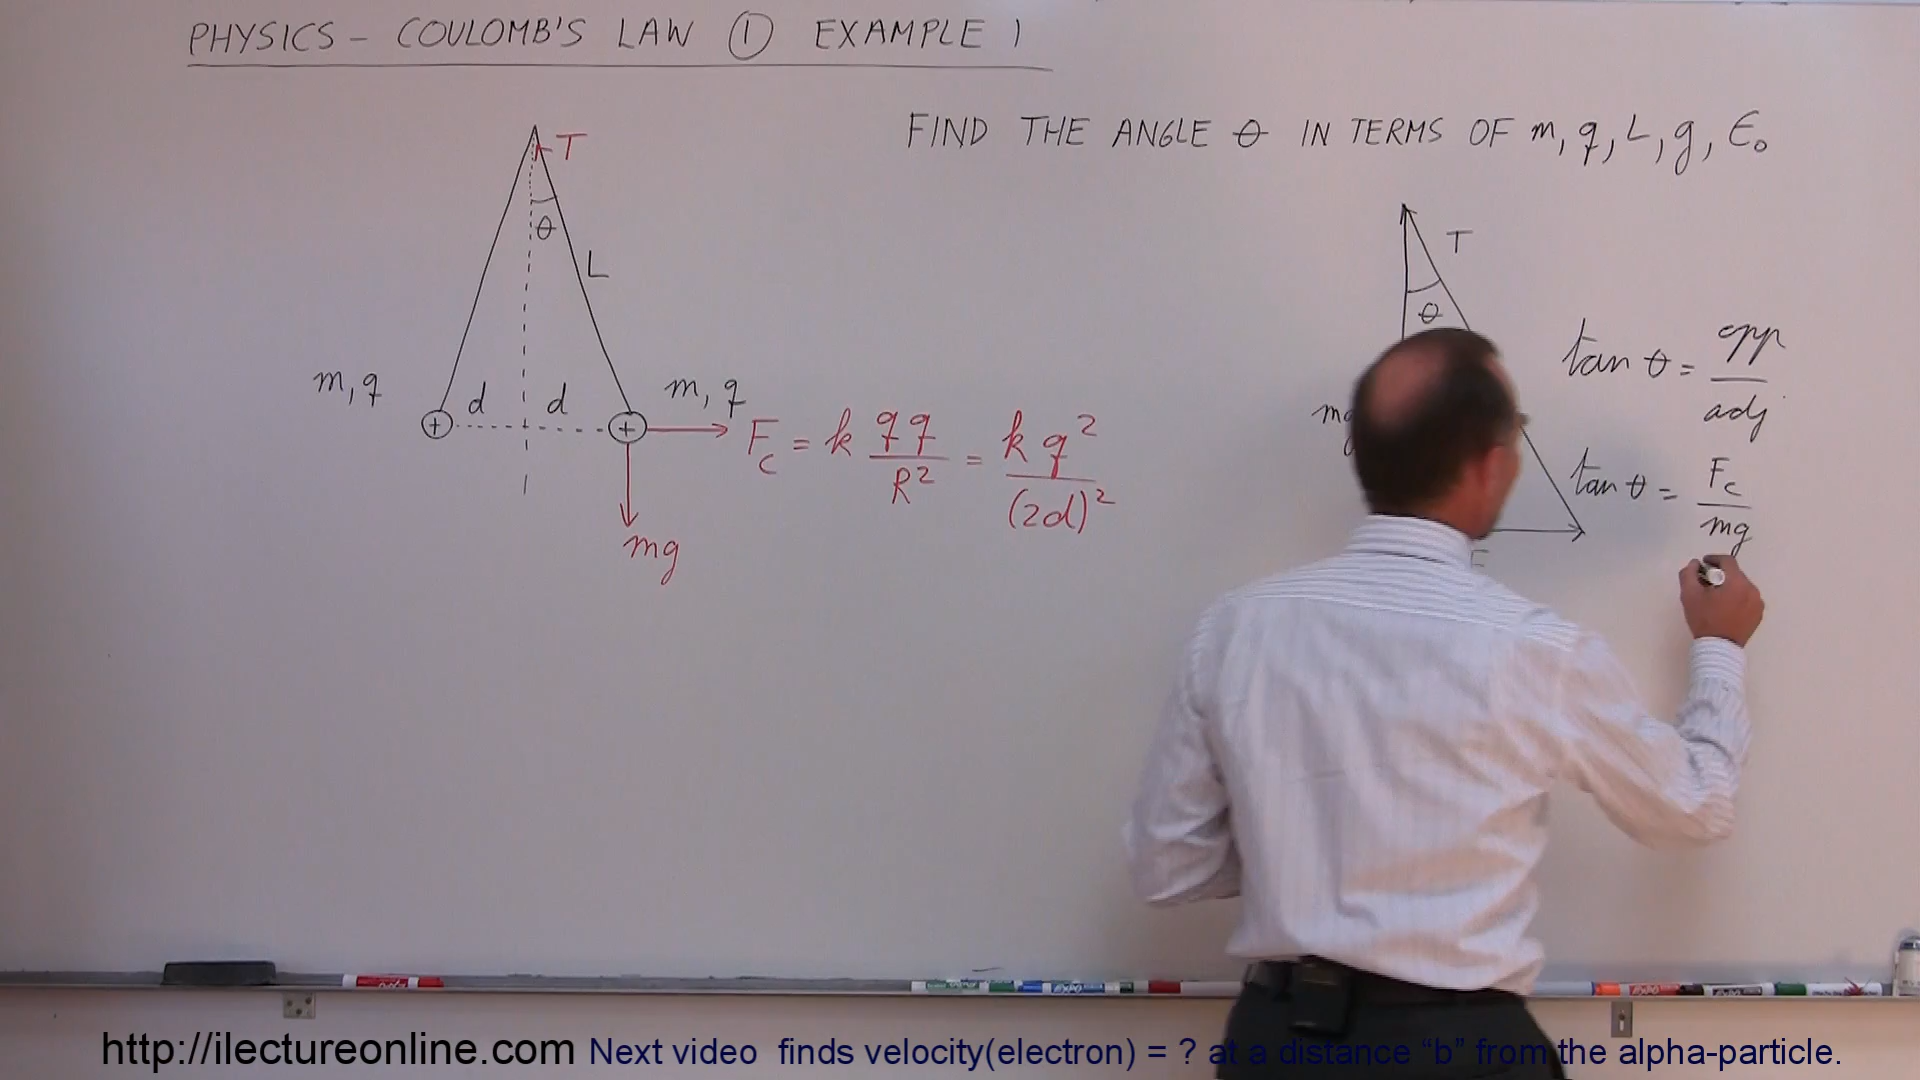 PHYSICS - COULOMB'S LAW ① EXAMPLE 1
FIND THE ANGLE θ IN TERMS OF m, q, L, g, ε₀
T
θ
L
m, q
d
d
m, q
+
+
F_c = k qq/R² = kq²/(2d)²
mg
T
θ
mg
F
tan θ = opp/adj
tan θ = F_c/mg
http://ilectureonline.com Next video finds velocity(electron) = ? at a distance “b” from the alpha-particle.